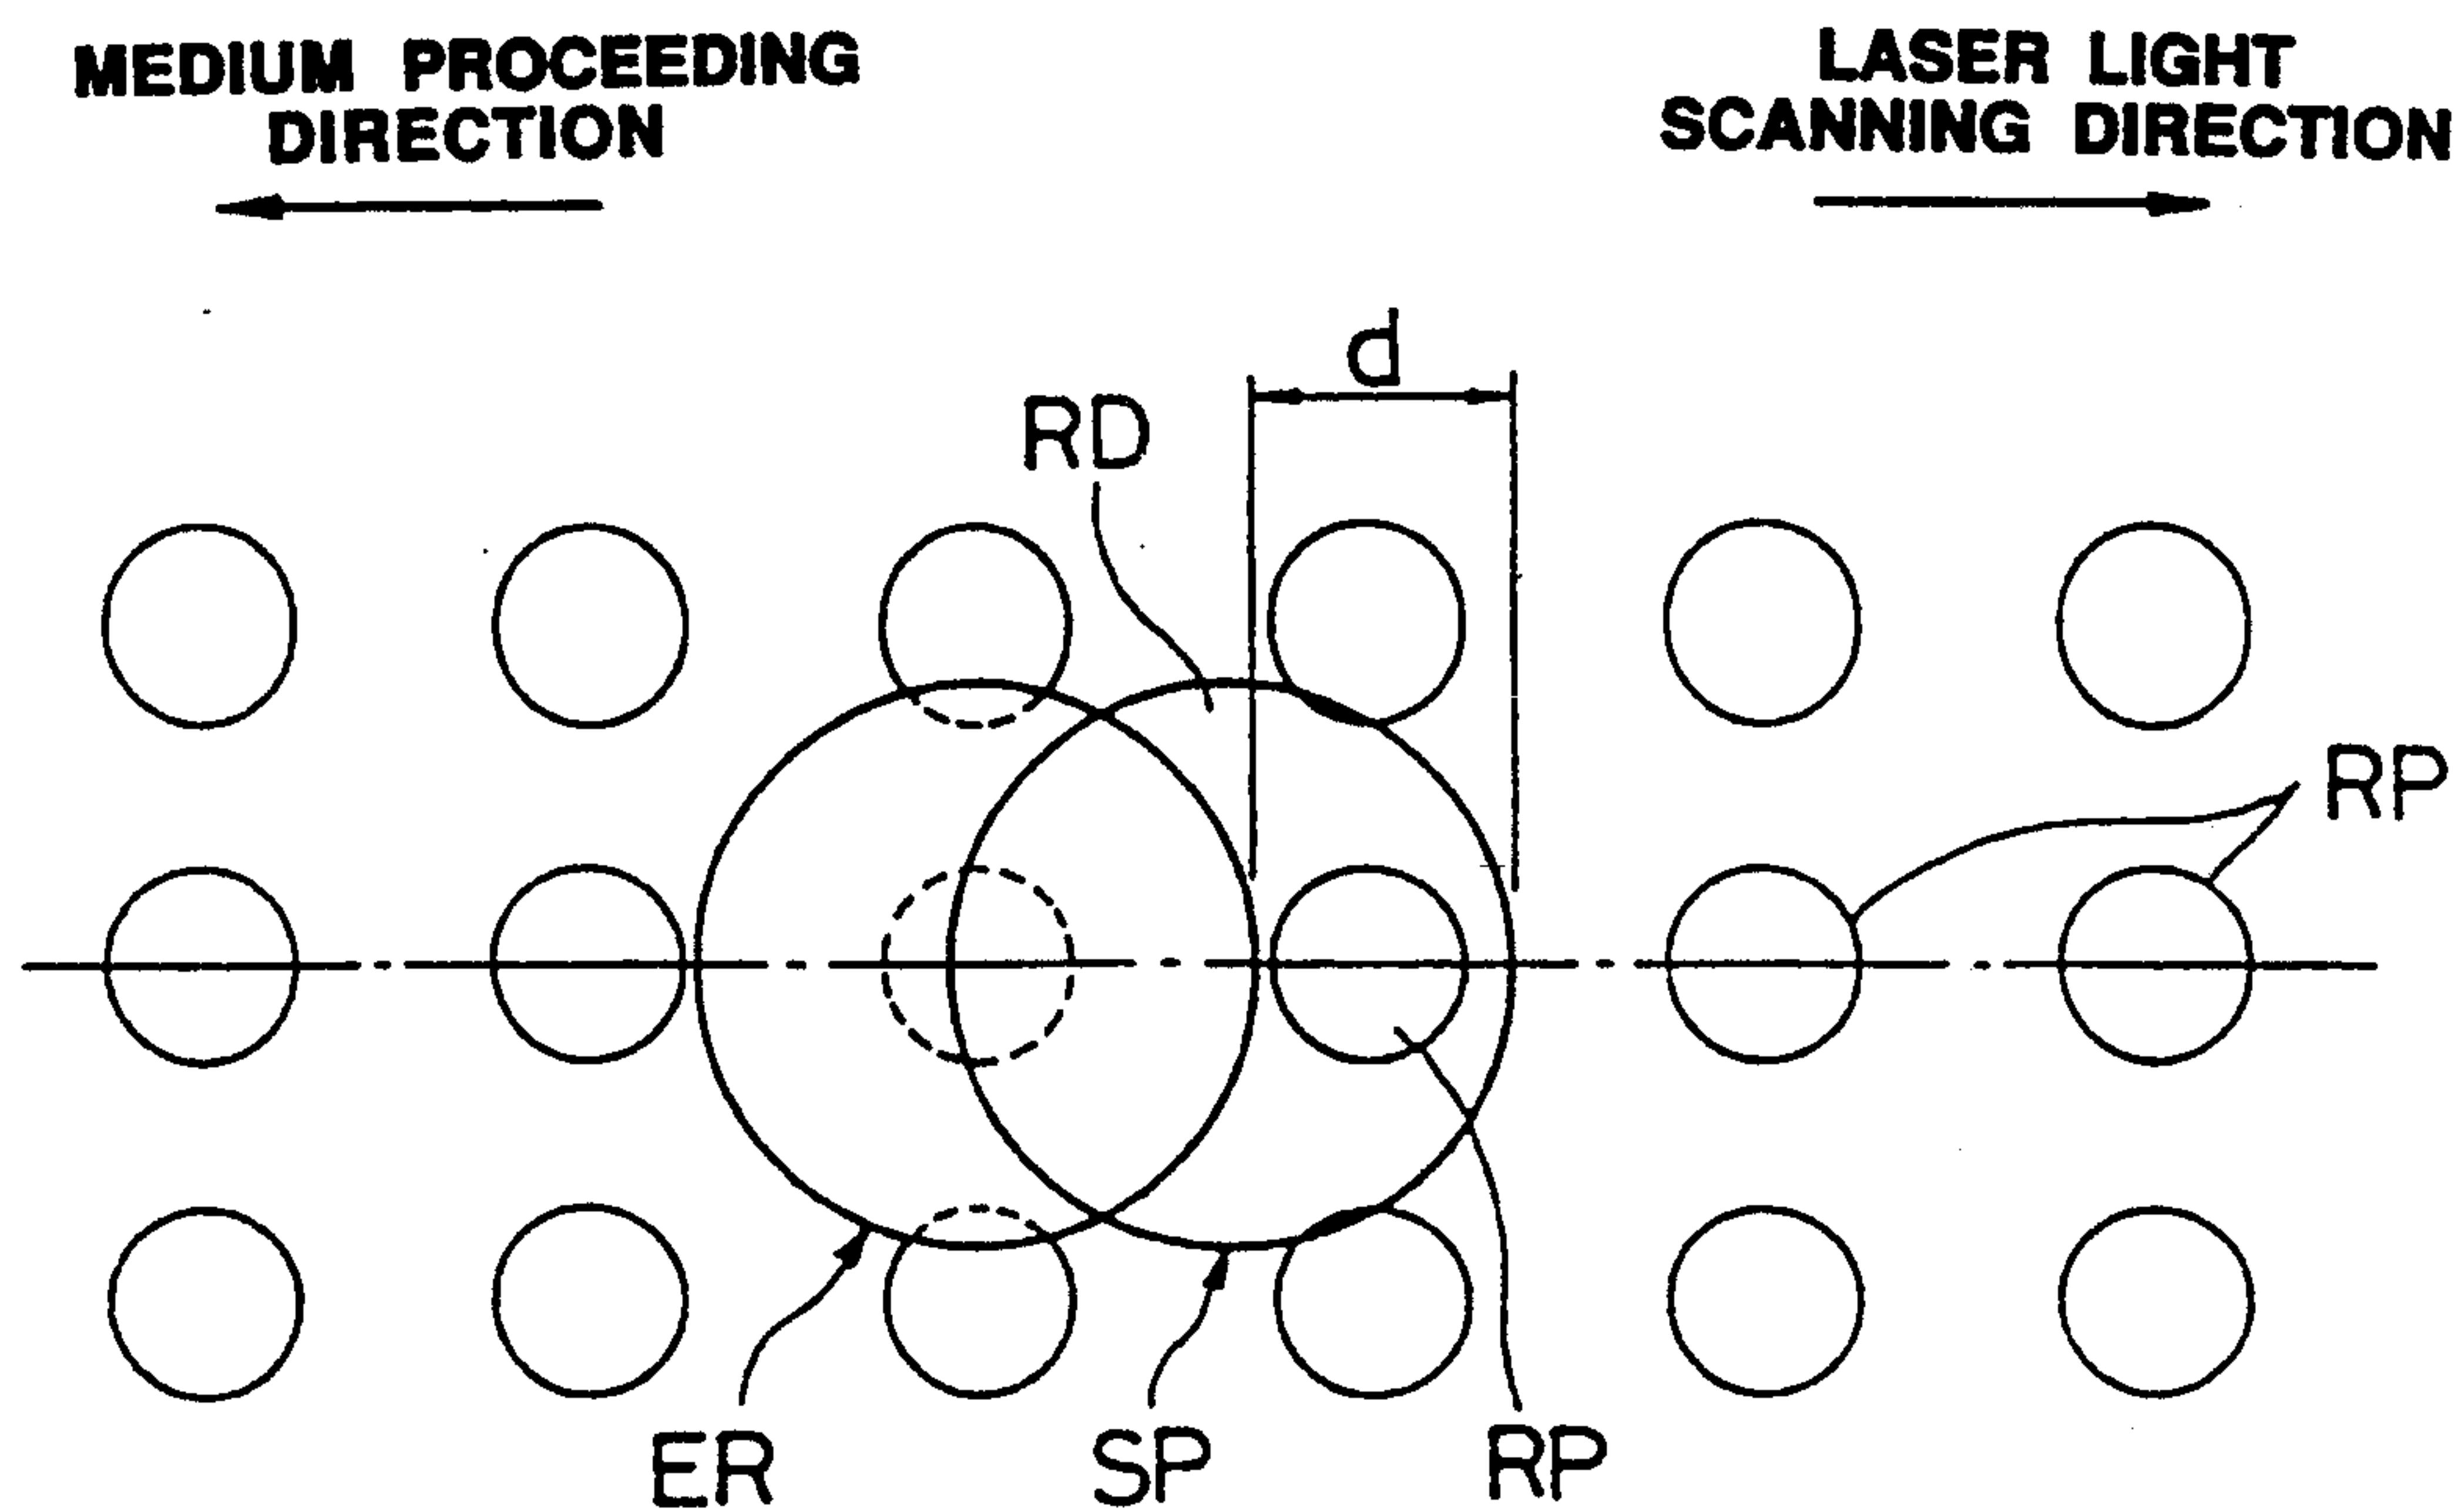 MEDIUM PROCEEDING
DIRECTION
LASER LIGHT
SCANNING DIRECTION
d
RD
RP
ER
SP
RP